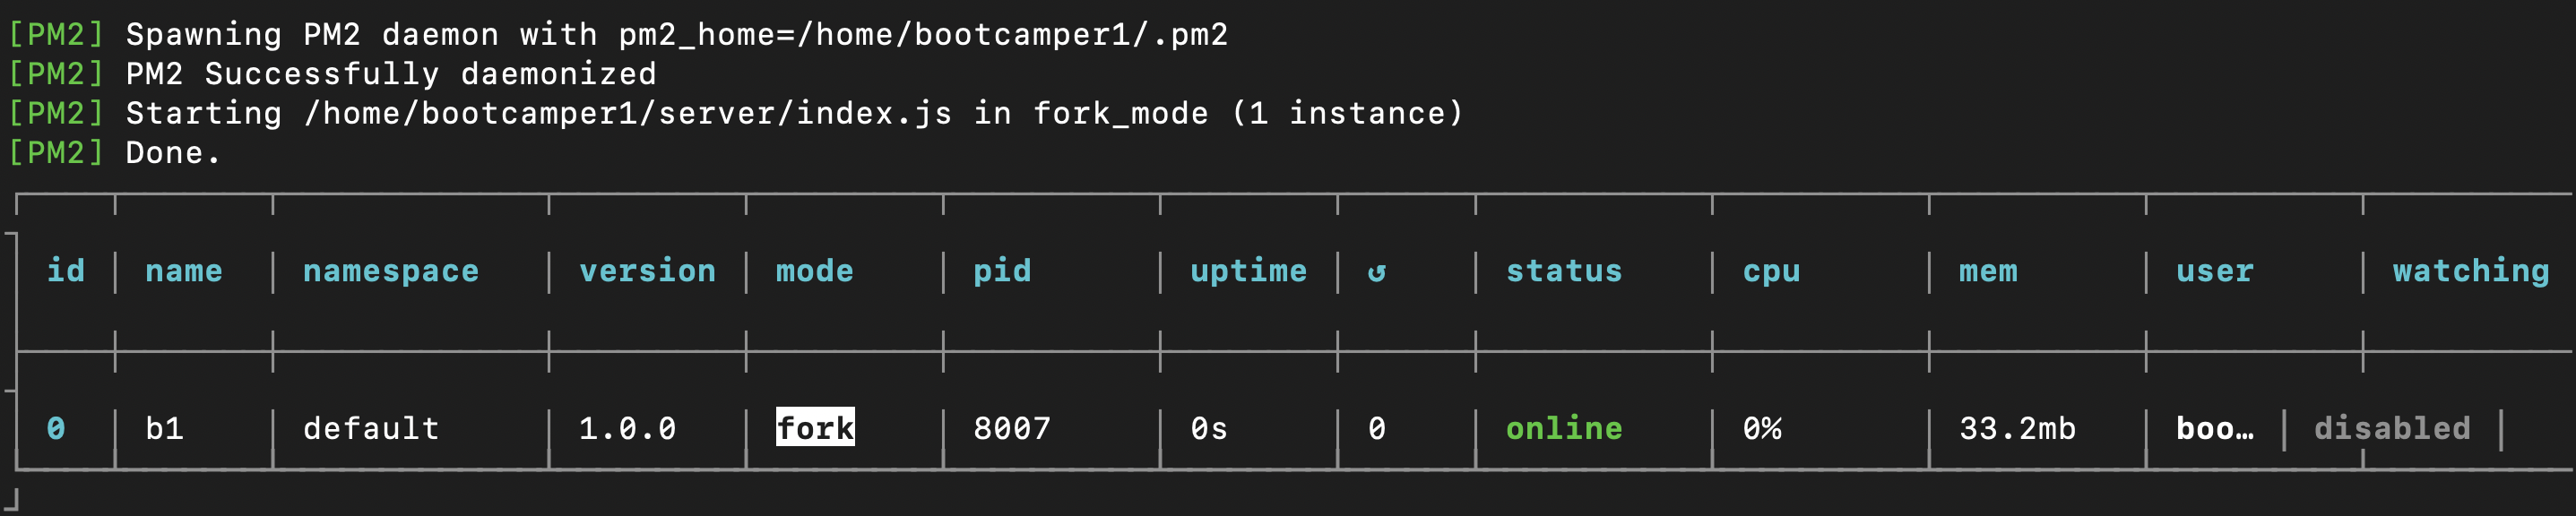 [PM2] Spawning PM2 daemon with pm2_home=/home/bootcamper1/.pm2
[PM2] PM2 Successfully daemonized
[PM2] Starting /home/bootcamper1/server/index.js in fork_mode (1 instance)
[PM2] Done.
id name namespace version mode pid uptime ↺ status cpu mem user watching
0 b1 default 1.0.0 fork 8007 0s 0 online 0% 33.2mb boo… disabled